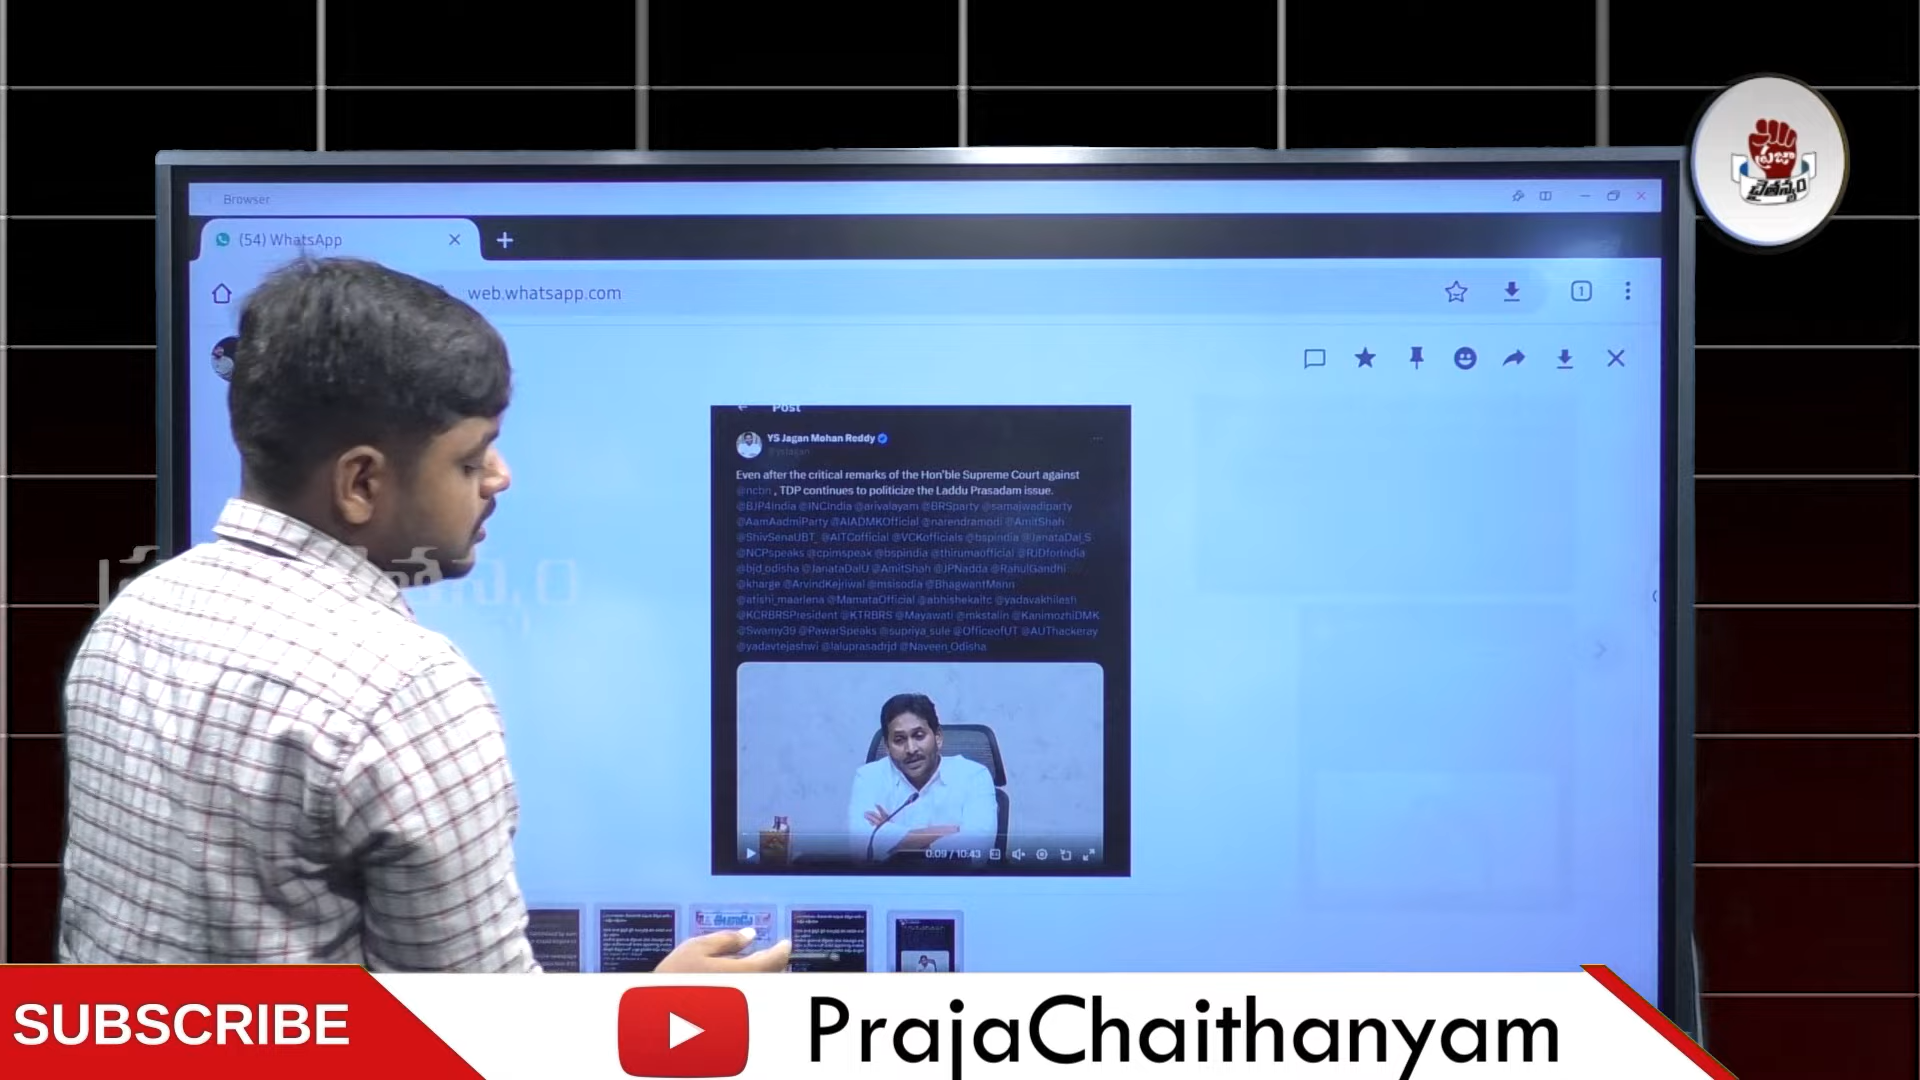 Browser
(54) WhatsApp
web.whatsapp.com
1
ప్రజా
చైతన్యం
Post
YS Jagan Mohan Reddy
@ysjagan
Even after the critical remarks of the Hon'ble Supreme Court against
@ncbn , TDP continues to politicize the Laddu Prasadam issue.
@BJP4India @INCIndia @arivalayam @BRSparty @samajwadiparty
@AamAadmiParty @AIADMKOfficial @narendramodi @AmitShah
@ShivSenaUBT_ @AITCofficial @VCKofficials @bspindia @JanataDal_S
@NCPspeaks @cpimspeak @bspindia @thirumaofficial @RJDforIndia
@bjd_odisha @JanataDalU @AmitShah @JPNadda @RahulGandhi
@kharge @ArvindKejriwal @msisodia @BhagwantMann
@atishi_maarlena @MamataOfficial @abhishekaitc @yadavakhilesh
@KCRBRSPresident @KTRBRS @Mayawati @mkstalin @KanimozhiDMK
@Swamy39 @PawarSpeaks @supriya_sule @OfficeofUT @AUThackeray
@yadavtejashwi @laluprasadrjd @Naveen_Odisha
0:09 / 10:43
SUBSCRIBE
PrajaChaithanyam